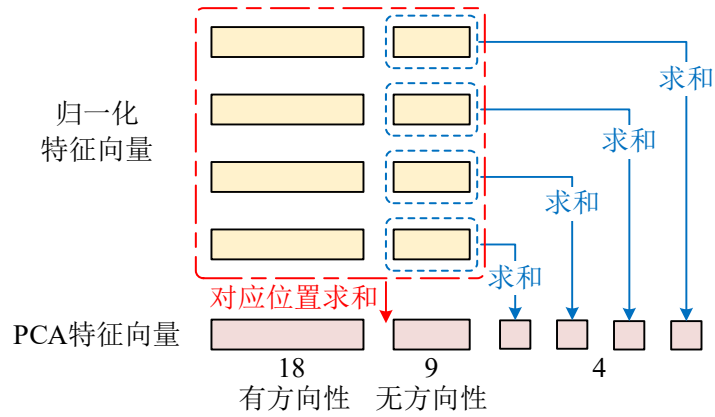 求和
归一化
特征向量
求和
求和
求和
对应位置求和
PCA特征向量
18
9
4
有方向性
无方向性